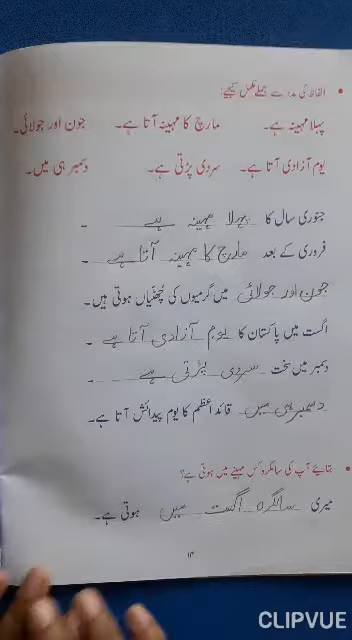 الفاظ کی مدد سے جملے مکمل کیجیے:
پہلا مہینہ ہے۔ مارچ کا مہینہ آتا ہے۔ جون اور جولائی۔
یومِ آزادی آتا ہے۔ سردی پڑتی ہے۔ دسمبر ہی میں۔
جنوری سال کا پہلا مہینہ ہے ۔
فروری کے بعد مارچ کا مہینہ آتا ہے ۔
جون اور جولائی میں گرمیوں کی چھٹیاں ہوتی ہیں۔
اگست میں پاکستان کا یوم آزادی آتا ہے ۔
دسمبر میں سخت سردی پڑتی ہے ۔
دسمبر ہی میں قائداعظم کا یومِ پیدائش آتا ہے۔
بتائیے آپ کی سالگرہ کس مہینے میں ہوتی ہے؟
میری سالگرہ اگست میں ہوتی ہے۔
۱۴
CLIPVUE